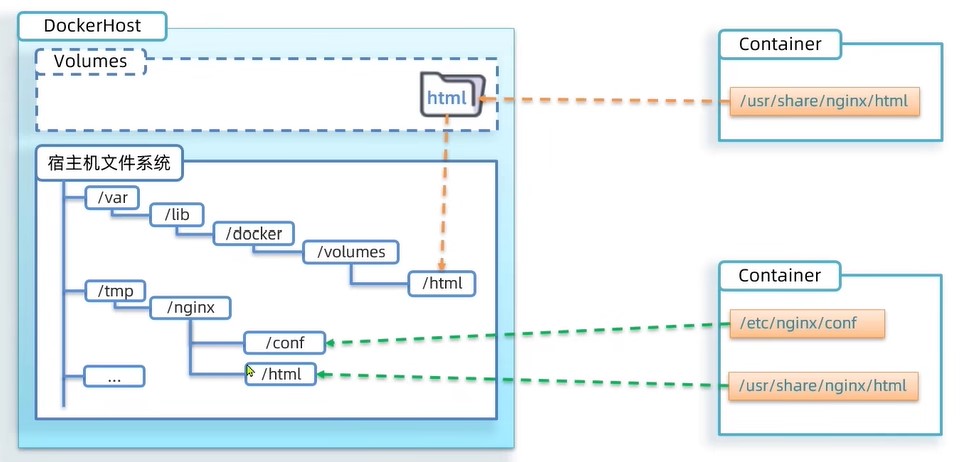 DockerHost
Volumes
html
宿主机文件系统
/var
/lib
/docker
/volumes
/html
/tmp
/nginx
/conf
/html
...
Container
/usr/share/nginx/html
Container
/etc/nginx/conf
/usr/share/nginx/html